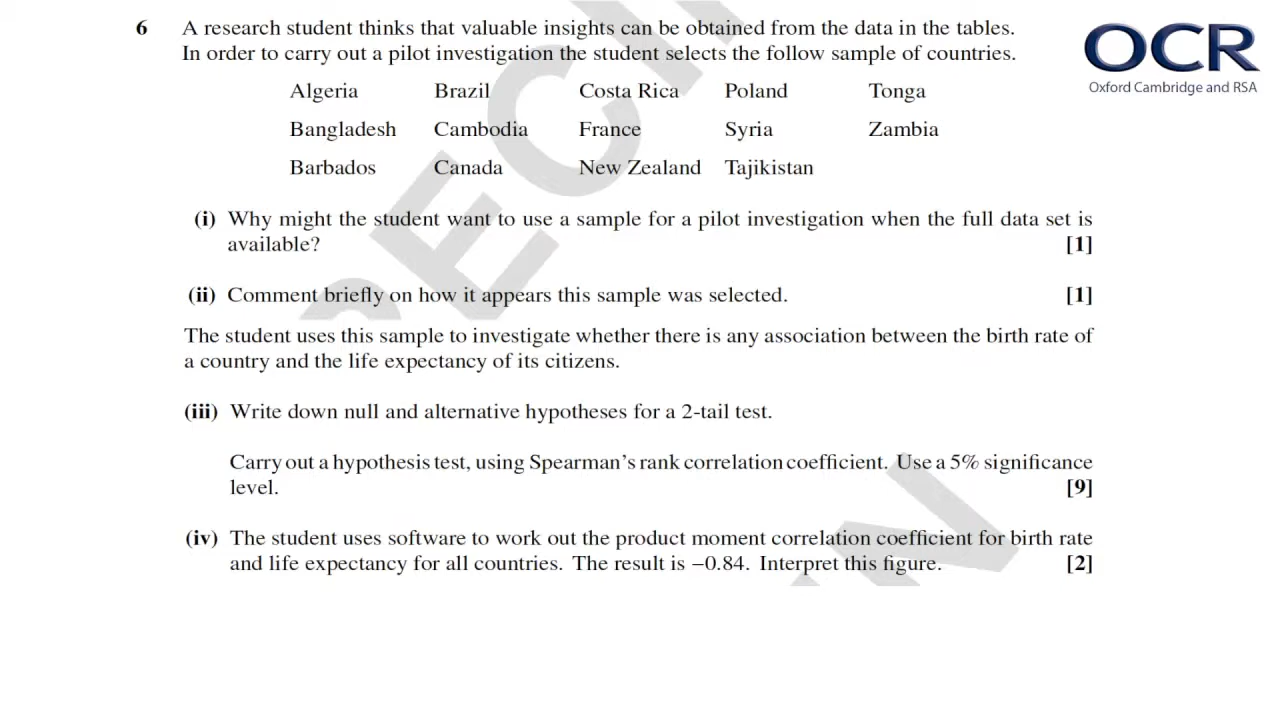 6 A research student thinks that valuable insights can be obtained from the data in the tables.
In order to carry out a pilot investigation the student selects the follow sample of countries.
OCR
Oxford Cambridge and RSA
Algeria Brazil Costa Rica Poland Tonga
Bangladesh Cambodia France Syria Zambia
Barbados Canada New Zealand Tajikistan
(i) Why might the student want to use a sample for a pilot investigation when the full data set is
available? [1]
(ii) Comment briefly on how it appears this sample was selected. [1]
The student uses this sample to investigate whether there is any association between the birth rate of
a country and the life expectancy of its citizens.
(iii) Write down null and alternative hypotheses for a 2-tail test.
Carry out a hypothesis test, using Spearman's rank correlation coefficient. Use a 5% significance
level. [9]
(iv) The student uses software to work out the product moment correlation coefficient for birth rate
and life expectancy for all countries. The result is −0.84. Interpret this figure. [2]